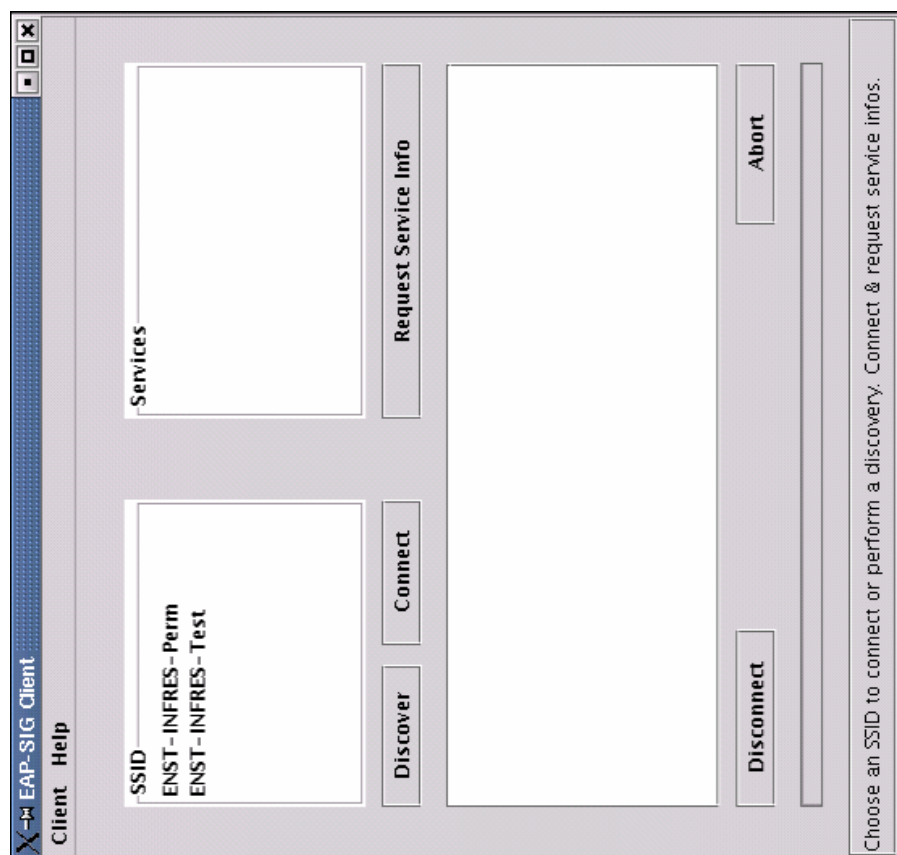 EAP-SIG Client
Client Help
SSID
ENST-INFRES-Perm
ENST-INFRES-Test
Services
Discover
Connect
Request Service Info
Disconnect
Abort
Choose an SSID to connect or perform a discovery. Connect & request service infos.